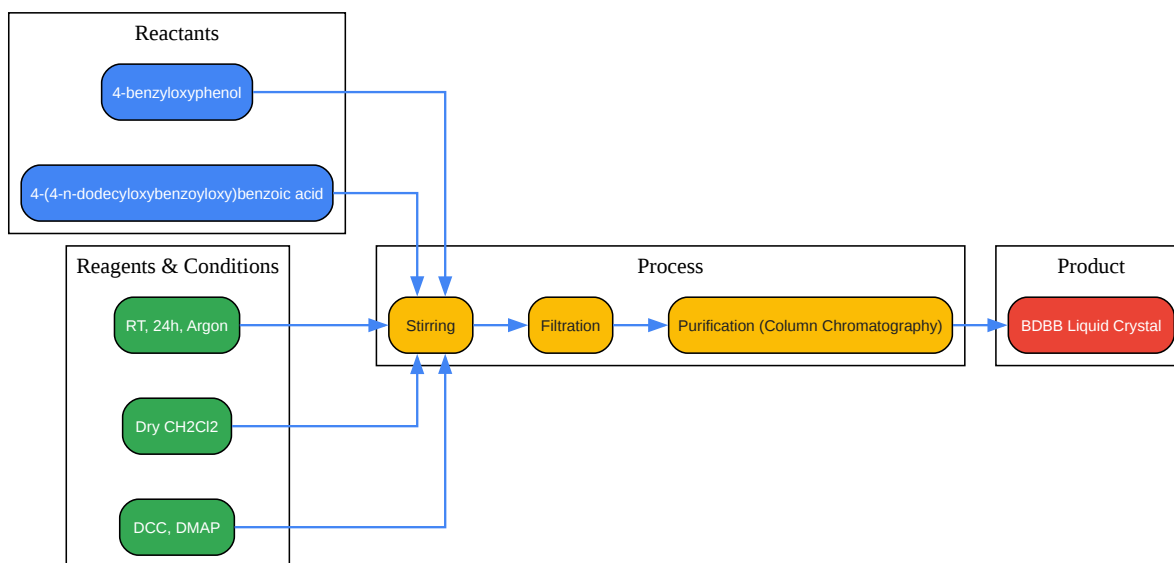 Reactants
4-benzyloxyphenol
4-(4-n-dodecyloxybenzoyloxy)benzoic acid
Reagents & Conditions
RT, 24h, Argon
Dry CH2Cl2
DCC, DMAP
Process
Stirring
Filtration
Purification (Column Chromatography)
Product
BDBB Liquid Crystal